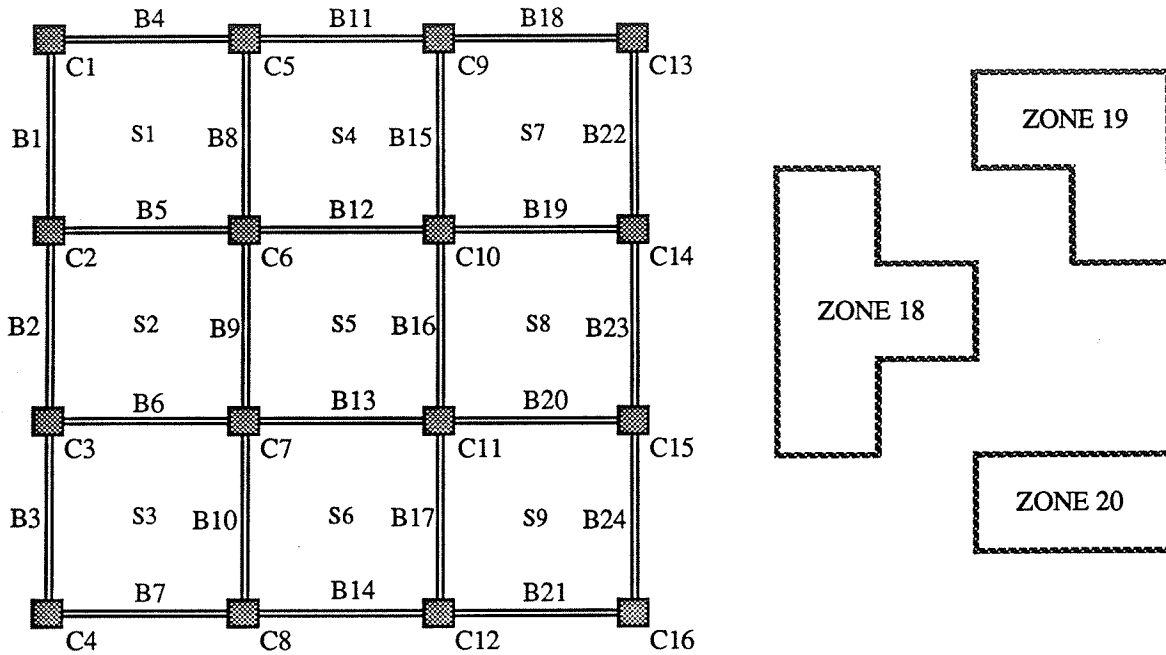 B4 B11 B18
C1 C5 C9 C13
ZONE 19
B1 S1 B8 S4 B15 S7 B22
B5 B12 B19
C2 C6 C10 C14
ZONE 18
B2 S2 B9 S5 B16 S8 B23
B6 B13 B20
C3 C7 C11 C15
ZONE 20
B3 S3 B10 S6 B17 S9 B24
B7 B14 B21
C4 C8 C12 C16